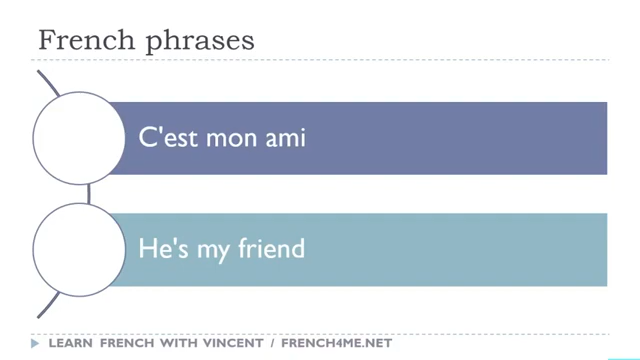 French phrases
C'est mon ami
He's my friend
LEARN FRENCH WITH VINCENT / FRENCH4ME.NET